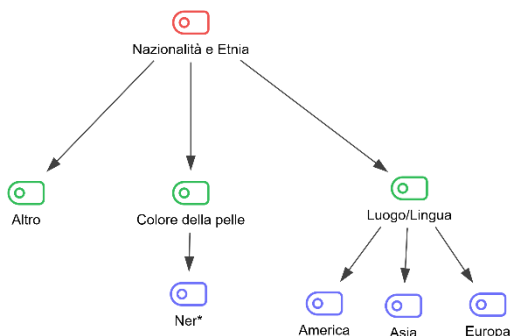 Nazionalità e Etnia
Altro
Colore della pelle
Luogo/Lingua
Ner*
America
Asia
Europa